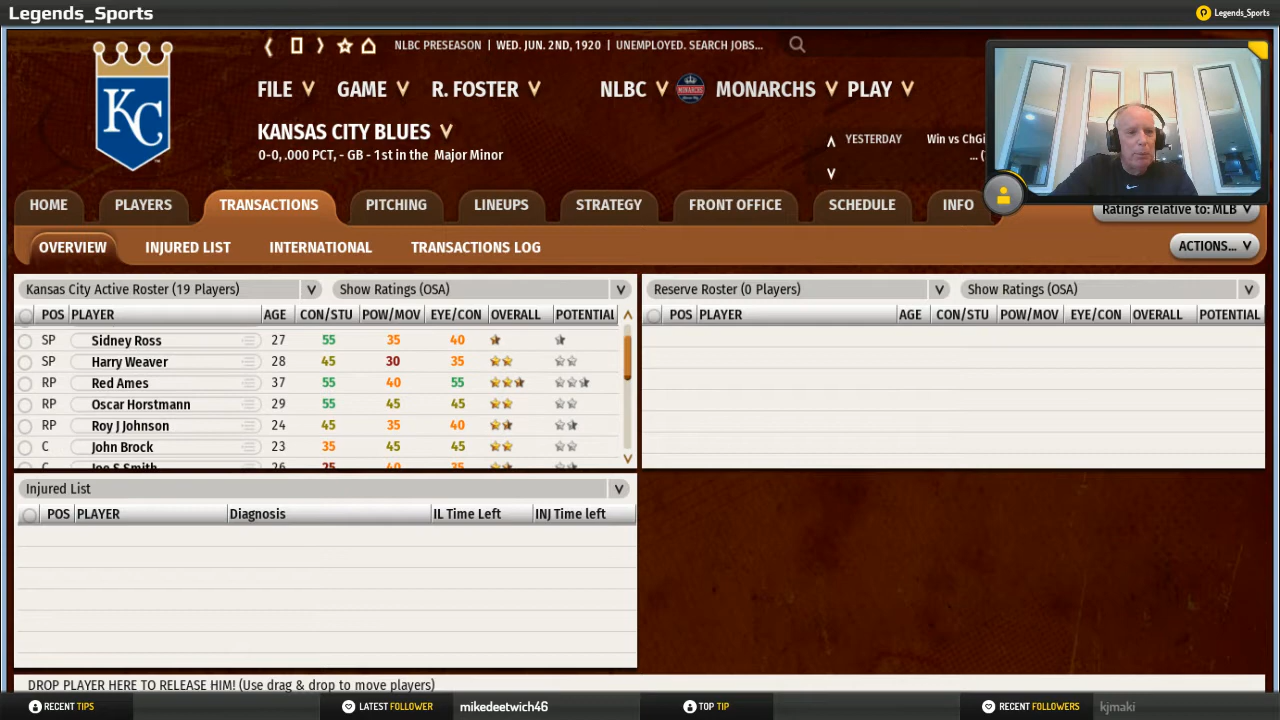 Legends_Sports
Legends_Sports
NLBC PRESEASON | WED. JUN. 2ND, 1920 | UNEMPLOYED. SEARCH JOBS...
FILE GAME R. FOSTER NLBC MONARCHS MONARCHS PLAY
KC
KANSAS CITY BLUES
0-0, .000 PCT, - GB - 1st in the Major Minor
YESTERDAY Win vs ChGi
... (
HOME PLAYERS TRANSACTIONS PITCHING LINEUPS STRATEGY FRONT OFFICE SCHEDULE INFO
Ratings relative to: MLB
OVERVIEW INJURED LIST INTERNATIONAL TRANSACTIONS LOG ACTIONS...
Kansas City Active Roster (19 Players) Show Ratings (OSA)
POS PLAYER AGE CON/STU POW/MOV EYE/CON OVERALL POTENTIAL
SP Sidney Ross 27 55 35 40
SP Harry Weaver 28 45 30 35
RP Red Ames 37 55 40 55
RP Oscar Horstmann 29 55 45 45
RP Roy J Johnson 24 45 35 40
C John Brock 23 35 45 45
C Joe S Smith 26 25 40 35
Reserve Roster (0 Players) Show Ratings (OSA)
POS PLAYER AGE CON/STU POW/MOV EYE/CON OVERALL POTENTIAL
Injured List
POS PLAYER Diagnosis IL Time Left INJ Time left
DROP PLAYER HERE TO RELEASE HIM! (Use drag & drop to move players)
RECENT TIPS LATEST FOLLOWER mikedeetwich46 TOP TIP RECENT FOLLOWERS kjmaki